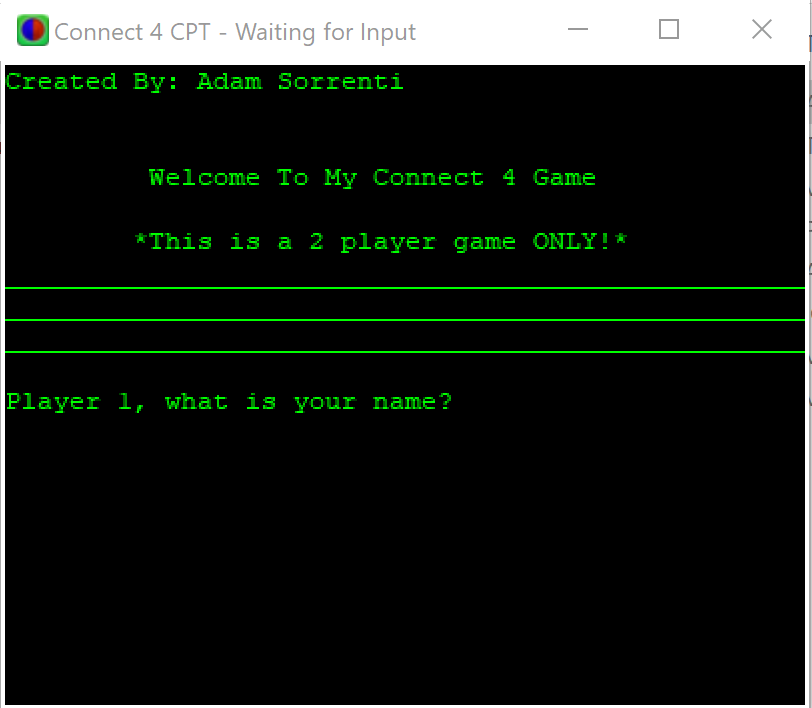 Connect 4 CPT - Waiting for Input
Created By: Adam Sorrenti
Welcome To My Connect 4 Game
*This is a 2 player game ONLY!*
Player 1, what is your name?